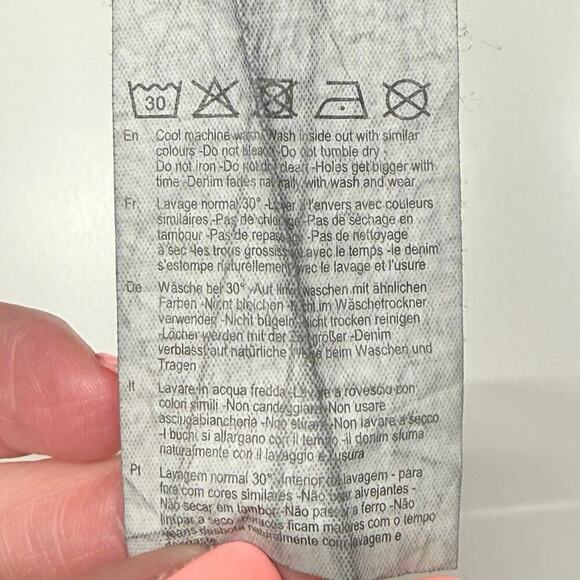 30
En Cool machine wash-Wash inside out with similar
colours -Do not bleach-Do not tumble dry -
Do not iron -Do not dry clean -Holes get bigger with
time -Denim fades naturally with wash and wear
Fr Lavage normal 30° -Laver à l'envers avec couleurs
similaires -Pas de chlorage-Pas de séchage en
tambour -Pas de repassage -Pas de nettoyage
à sec -les trous grossissent avec le temps -le denim
s'estompe naturellement avec le lavage et l'usure
De Wäsche bei 30° -Auf links waschen mit ähnlichen
Farben -Nicht bleichen -Nicht im Wäschetrockner
verwenden -Nicht bügeln -Nicht trocken reinigen
-Löcher werden mit der Zeit größer -Denim
verblasst auf natürliche Weise beim Waschen und
Tragen
It Lavare in acqua fredda -Lavare a rovescio con
colori simili -Non candeggiare-Non usare
asciugabiancheria -Non stirare -Non lavare a secco
-I buchi si allargano con il tempo -il denim sfuma
naturalmente con il lavaggio e l'usura
Pt Lavagem normal 30° -Interior da lavagem - para
fora com cores similares -Não usar alvejantes -
Não secar em tambor -Não passar a ferro -Não
limpar a seco -buracos ficam maiores com o tempo
-jeans desbota naturalmente com lavagem e